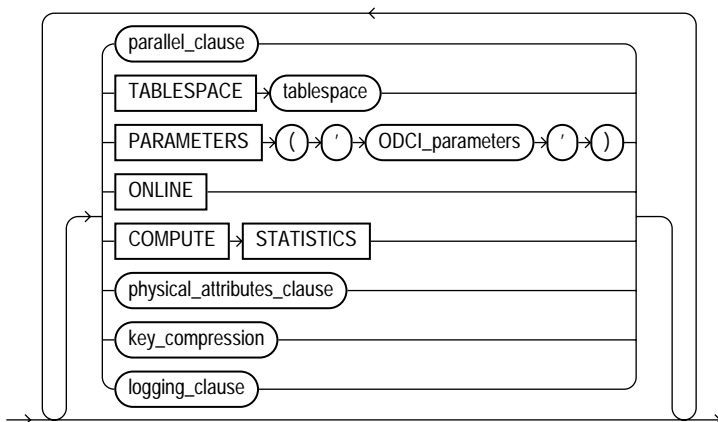 parallel_clause
TABLESPACE tablespace
PARAMETERS ( ' ODCI_parameters ' )
ONLINE
COMPUTE STATISTICS
physical_attributes_clause
key_compression
logging_clause